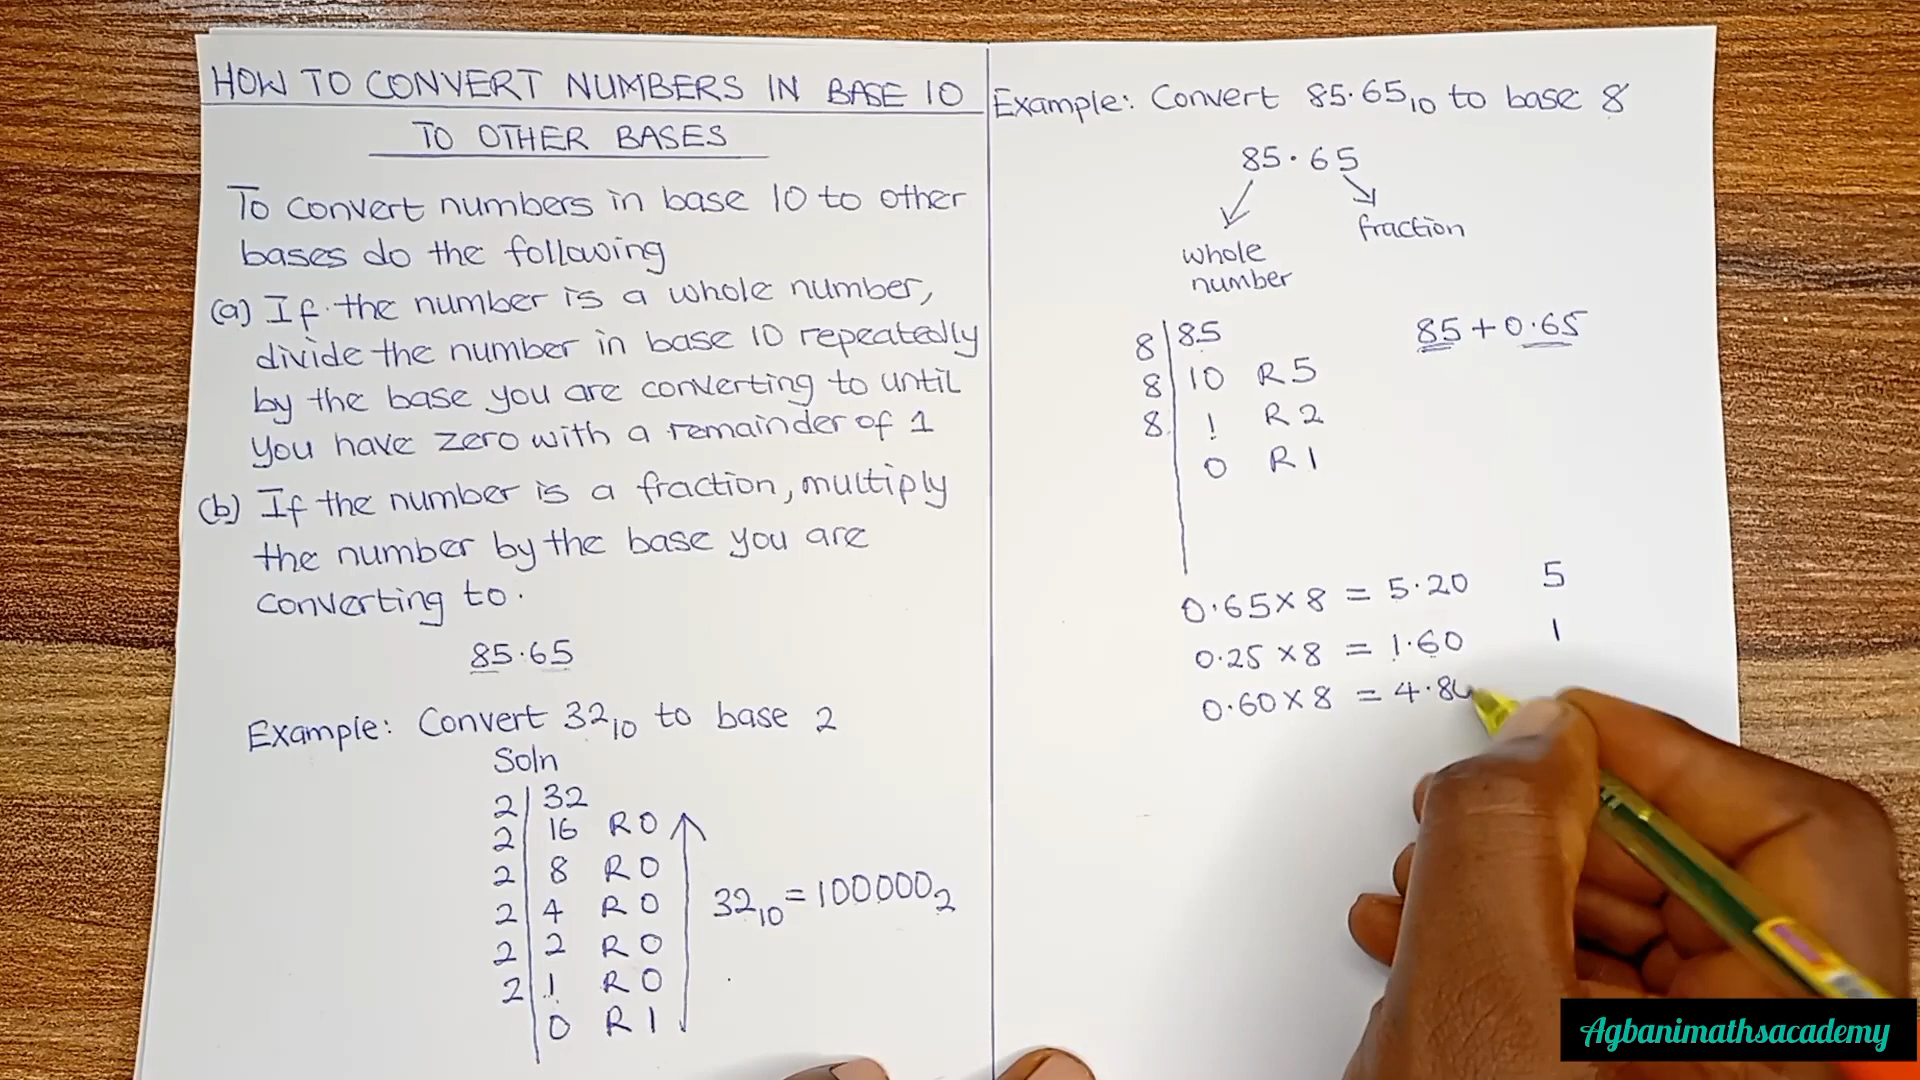 HOW TO CONVERT NUMBERS IN BASE 10
TO OTHER BASES
To convert numbers in base 10 to other
bases do the following
(a) If the number is a whole number,
divide the number in base 10 repeatedly
by the base you are converting to until
You have zero with a remainder of 1
(b) If the number is a fraction, multiply
the number by the base you are
converting to.
85.65
Example: Convert 32₁₀ to base 2
Soln
2 | 32
2 | 16 R 0
2 | 8 R 0
2 | 4 R 0
2 | 2 R 0
2 | 1 R 0
0 R 1
32₁₀ = 100000₂
Example: Convert 85.65₁₀ to base 8
85.65
whole
number
fraction
8 | 85
8 | 10 R 5
8 | 1 R 2
0 R 1
85 + 0.65
0.65 × 8 = 5.20 5
0.25 × 8 = 1.60 1
0.60 × 8 = 4.80
Agbanimathsacademy